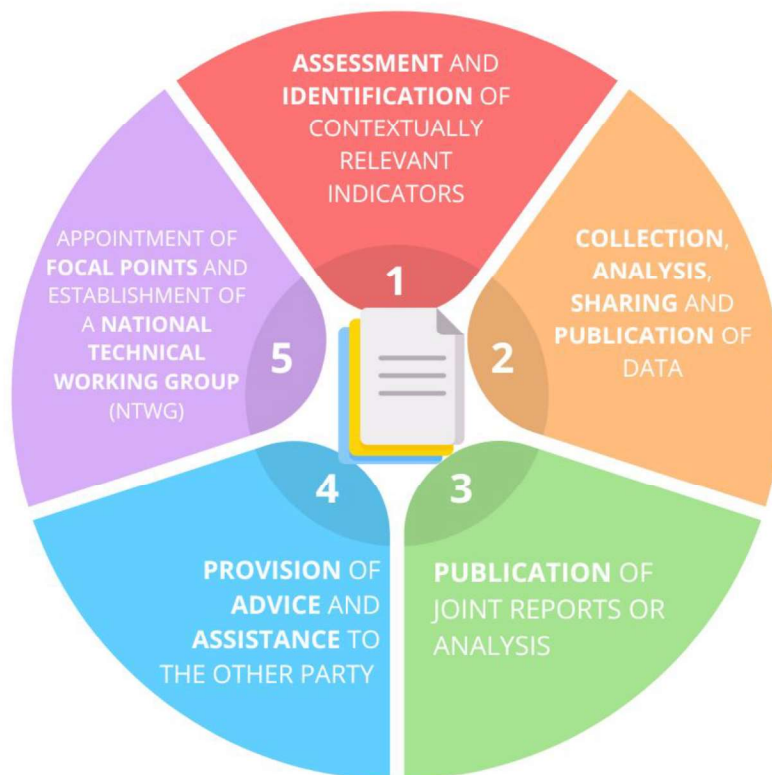 ASSESSMENT AND
IDENTIFICATION OF
CONTEXTUALLY
RELEVANT
INDICATORS
1
COLLECTION,
ANALYSIS,
SHARING AND
PUBLICATION OF
DATA
2
3
PUBLICATION OF
JOINT REPORTS OR
ANALYSIS
4
PROVISION OF
ADVICE AND
ASSISTANCE TO
THE OTHER PARTY
APPOINTMENT OF
FOCAL POINTS AND
ESTABLISHMENT OF
A NATIONAL
TECHNICAL
WORKING GROUP
(NTWG)
5